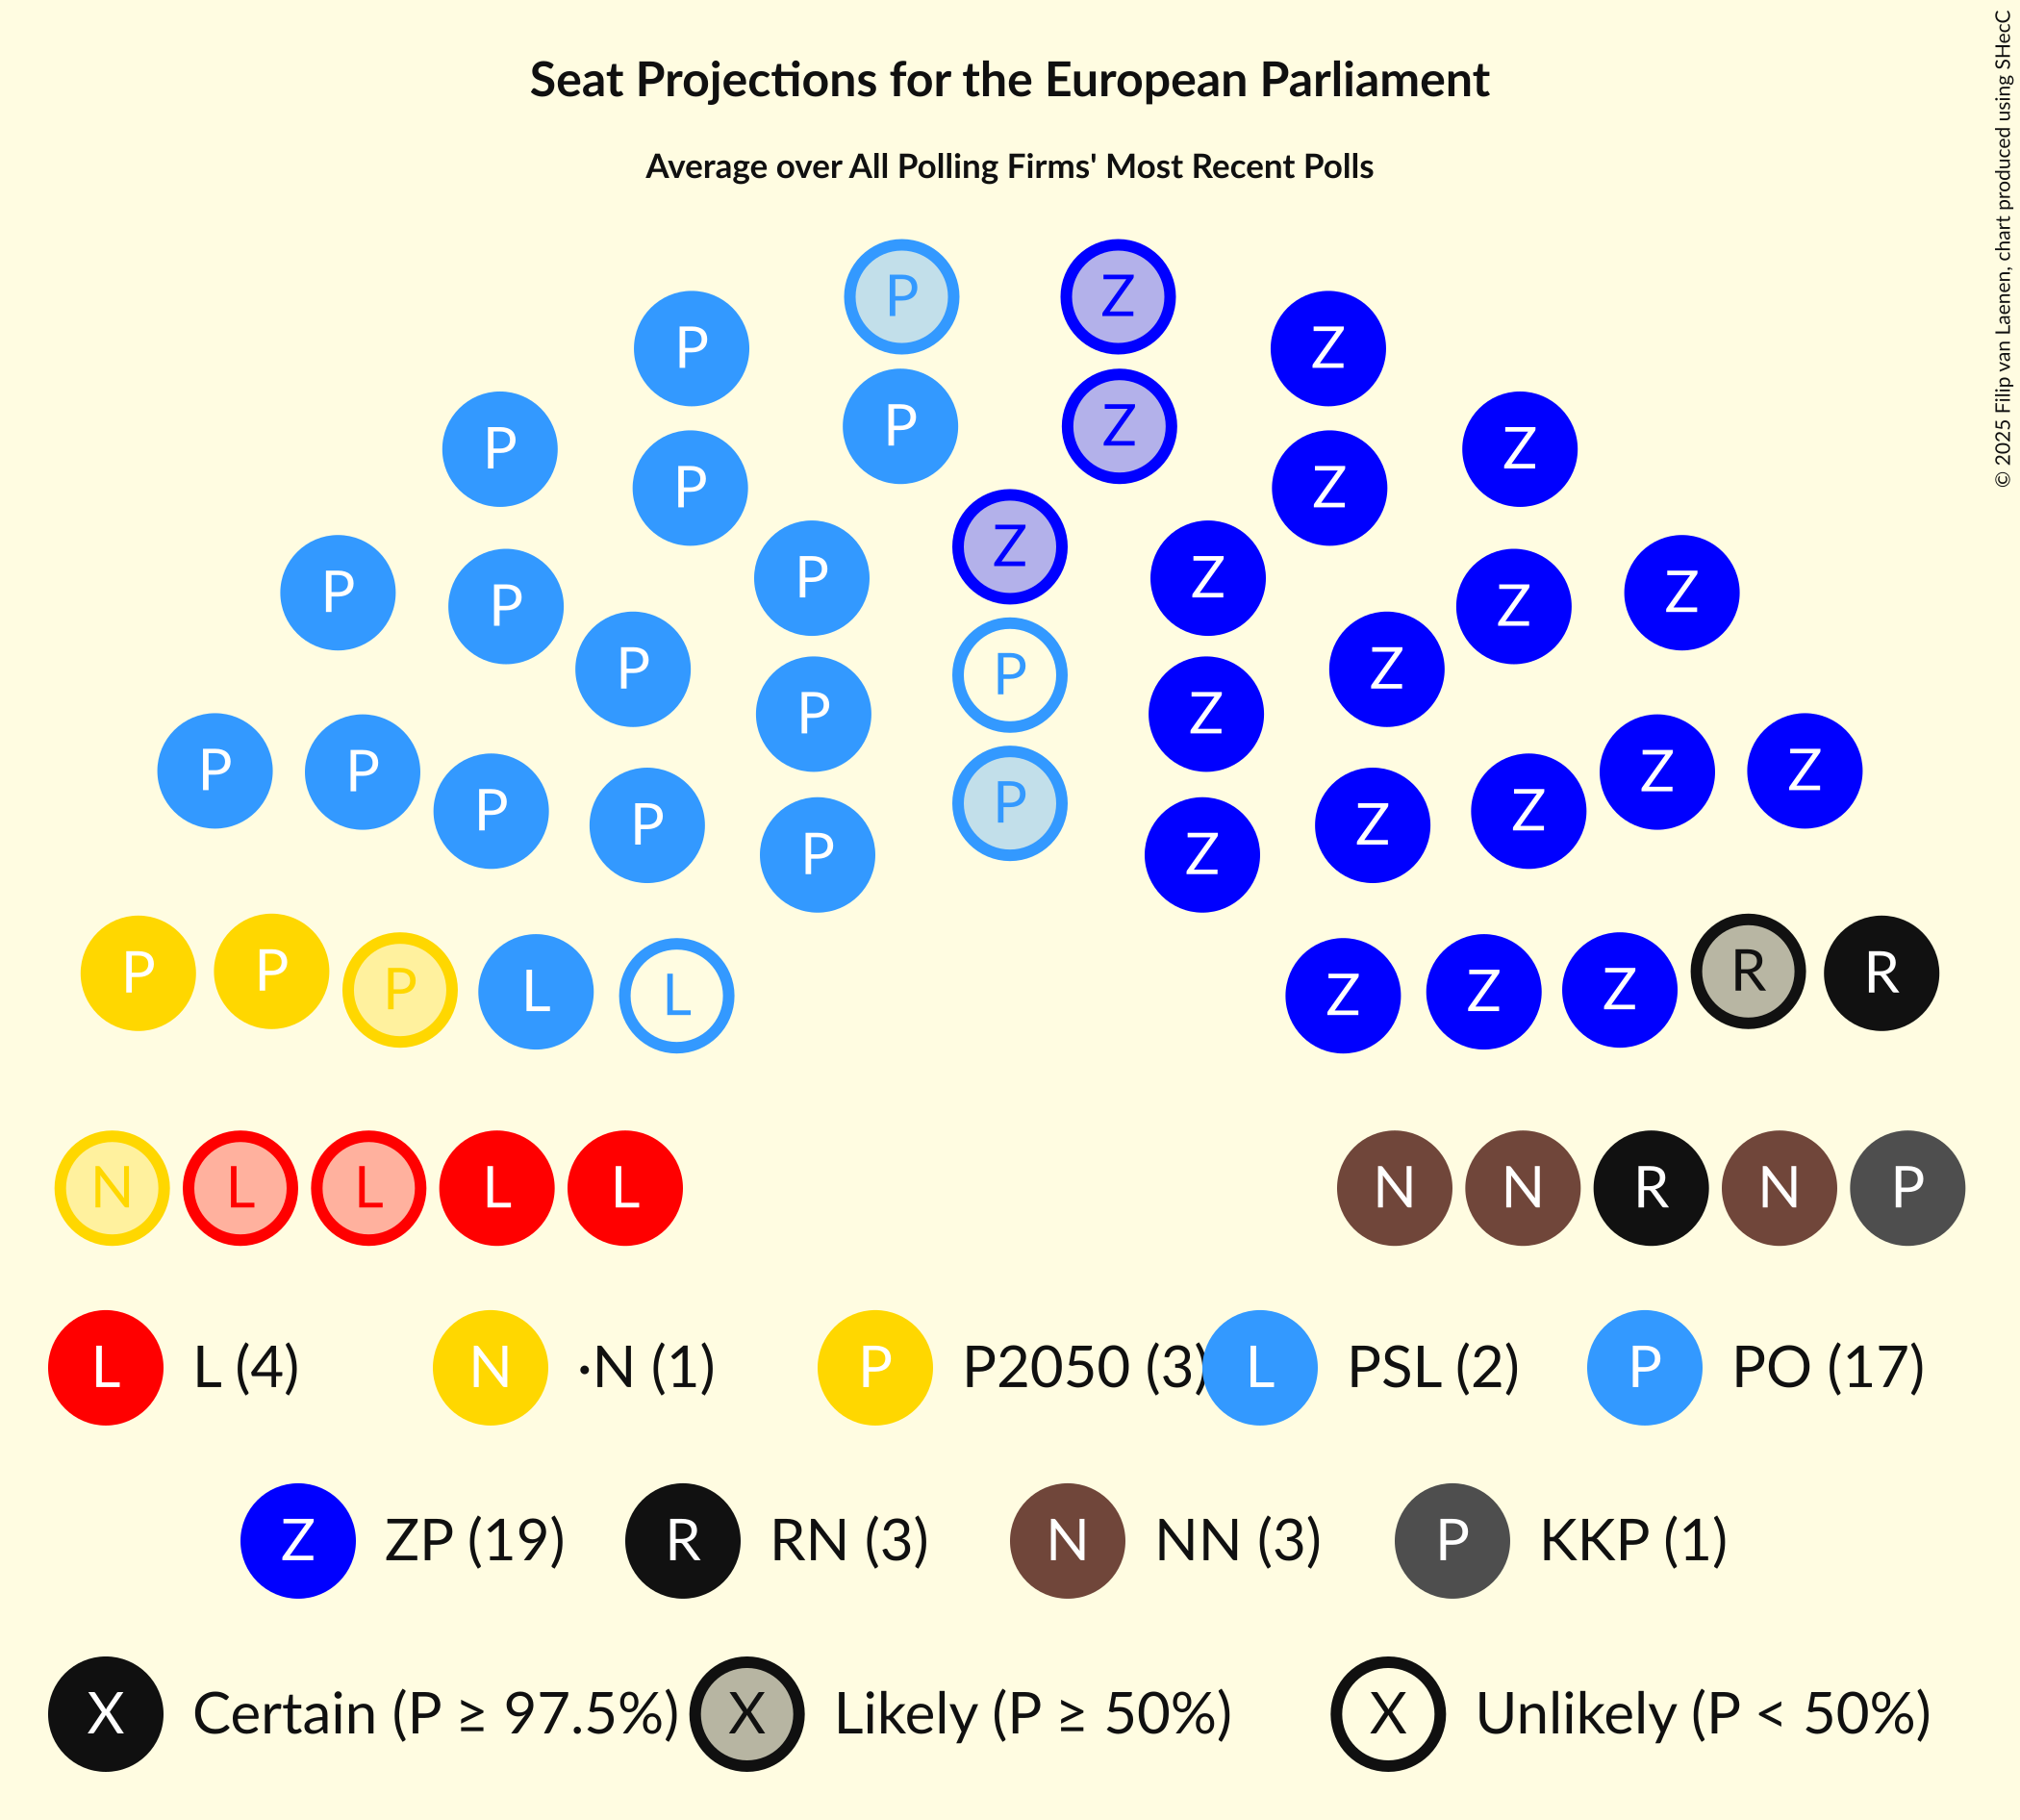 Seat Projections for the European Parliament
Average over All Polling Firms' Most Recent Polls
© 2025 Filip van Laenen, chart produced using SHecC
P Z
P Z
P Z
P Z
P Z
P Z
Z
P Z
P Z
P Z
P Z
P
P Z
P Z
P Z
P
P Z
P Z
P Z
P P P L L Z Z Z R R
N L L L L N N R N P
L L (4) N ·N (1) P P2050 (3) L PSL (2) P PO (17)
Z ZP (19) R RN (3) N NN (3) P KKP (1)
X Certain (P ≥ 97.5%) X Likely (P ≥ 50%) X Unlikely (P < 50%)